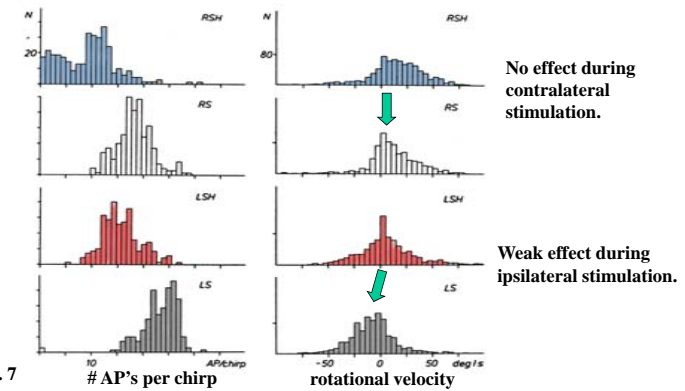 N
RSH
20
N
RSH
80
No effect during
contralateral
stimulation.
RS
RS
LSH
LSH
Weak effect during
ipsilateral stimulation.
LS
LS
10
AP/chirp
-50
0
50
deg/s
. 7
# AP's per chirp
rotational velocity